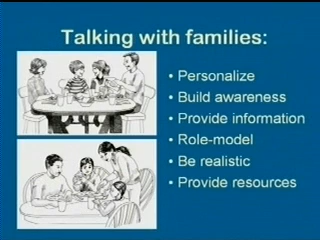 Talking with families:
• Personalize
• Build awareness
• Provide information
• Role-model
• Be realistic
• Provide resources